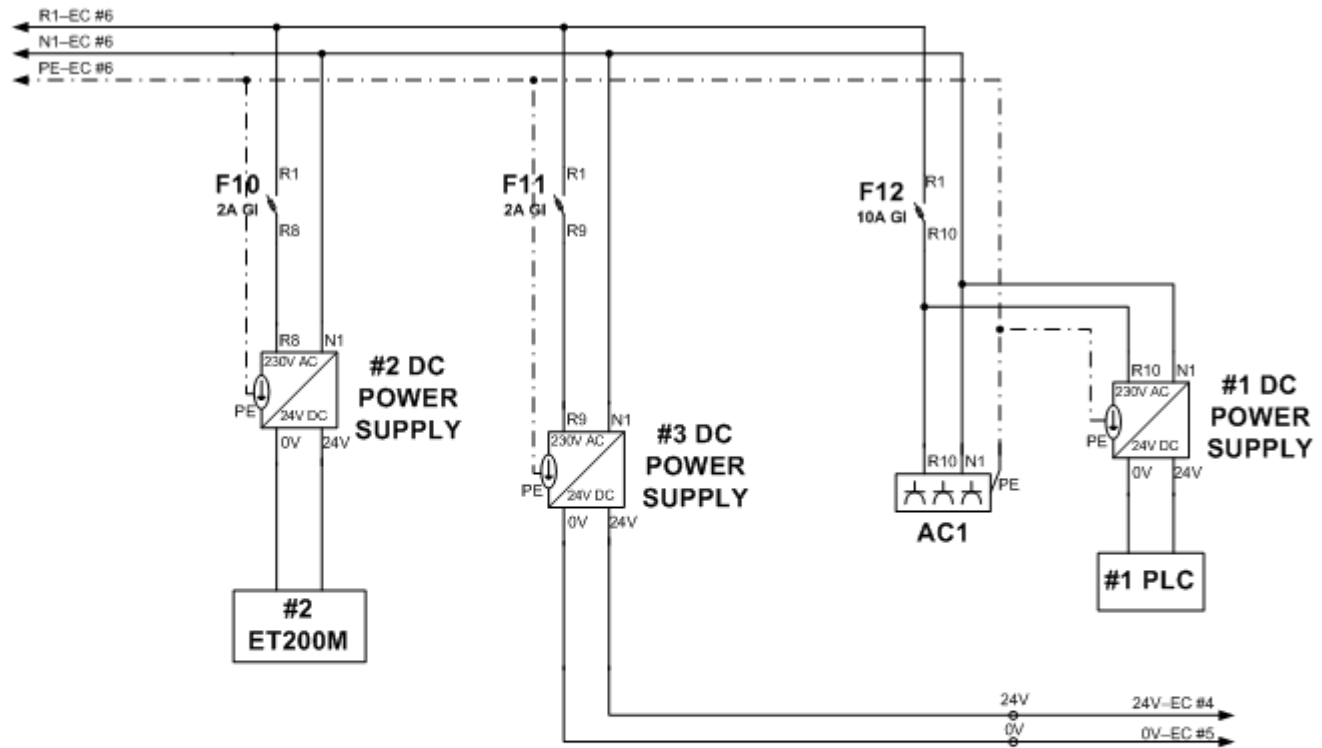 R1–EC #6
N1–EC #6
PE–EC #6
F10
2A GI
R1
R8
F11
2A GI
R1
R9
F12
10A GI
R1
R10
R8 N1
230V AC
24V DC
PE
0V 24V
#2 DC
POWER
SUPPLY
R9 N1
230V AC
24V DC
PE
0V 24V
#3 DC
POWER
SUPPLY
R10 N1
PE
AC1
R10 N1
230V AC
24V DC
PE
0V 24V
#1 DC
POWER
SUPPLY
#2
ET200M
#1 PLC
24V
24V–EC #4
0V
0V–EC #5